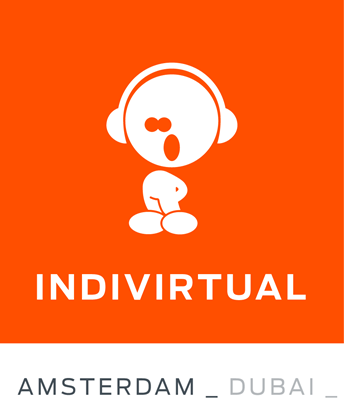 INDIVIRTUAL
AMSTERDAM _ DUBAI _